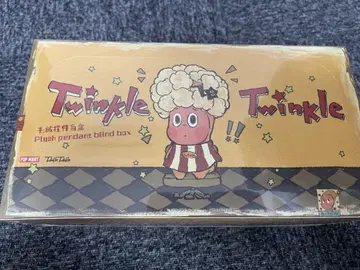 Twinkle
Twinkle
毛绒挂件盲盒
Plush pendant blind box
POP MART